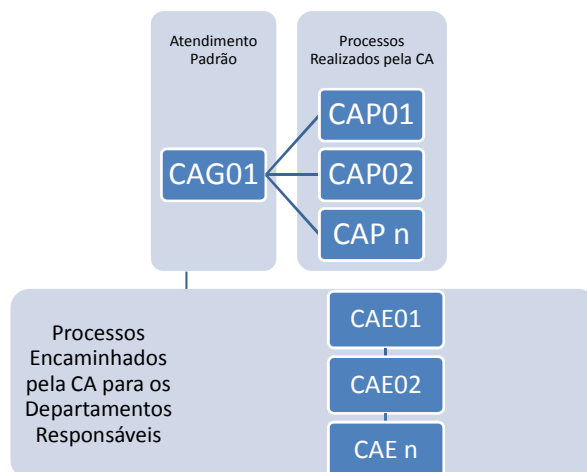 Atendimento
Padrão
Processos
Realizados pela CA
CAG01
CAP01
CAP02
CAP n
Processos
Encaminhados
pela CA para os
Departamentos
Responsáveis
CAE01
CAE02
CAE n